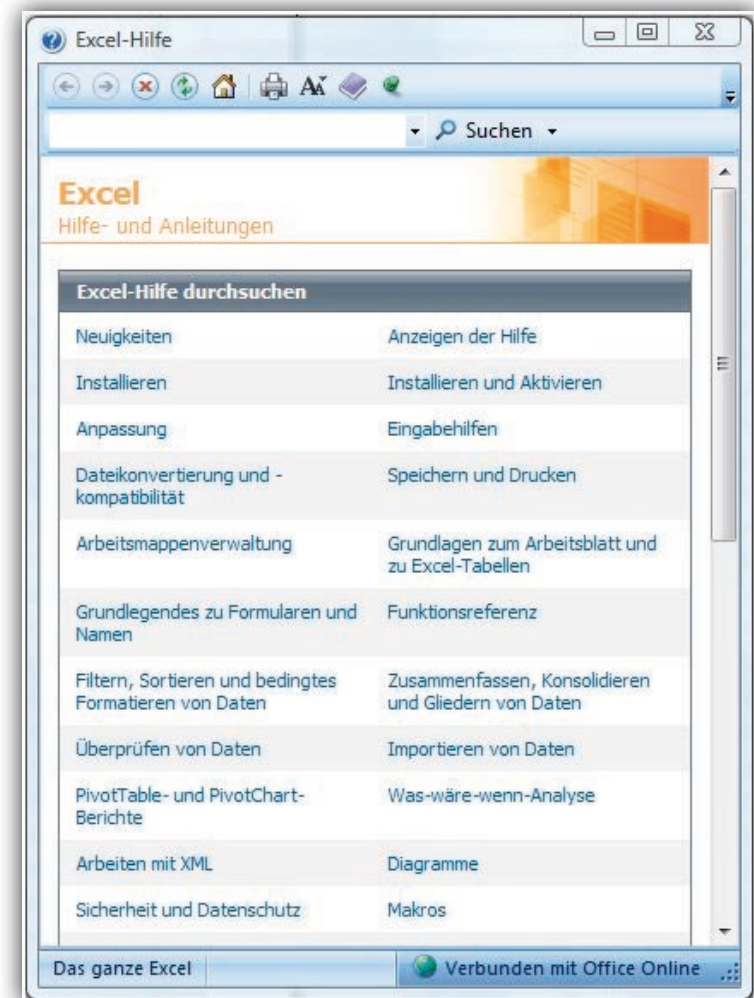 Excel-Hilfe
Suchen
Excel
Hilfe- und Anleitungen
Excel-Hilfe durchsuchen
Neuigkeiten
Anzeigen der Hilfe
Installieren
Installieren und Aktivieren
Anpassung
Eingabehilfen
Dateikonvertierung und -
kompatibilität
Speichern und Drucken
Arbeitsmappenverwaltung
Grundlagen zum Arbeitsblatt und
zu Excel-Tabellen
Grundlegendes zu Formularen und
Namen
Funktionsreferenz
Filtern, Sortieren und bedingtes
Formatieren von Daten
Zusammenfassen, Konsolidieren
und Gliedern von Daten
Überprüfen von Daten
Importieren von Daten
PivotTable- und PivotChart-
Berichte
Was-wäre-wenn-Analyse
Arbeiten mit XML
Diagramme
Sicherheit und Datenschutz
Makros
Das ganze Excel
Verbunden mit Office Online